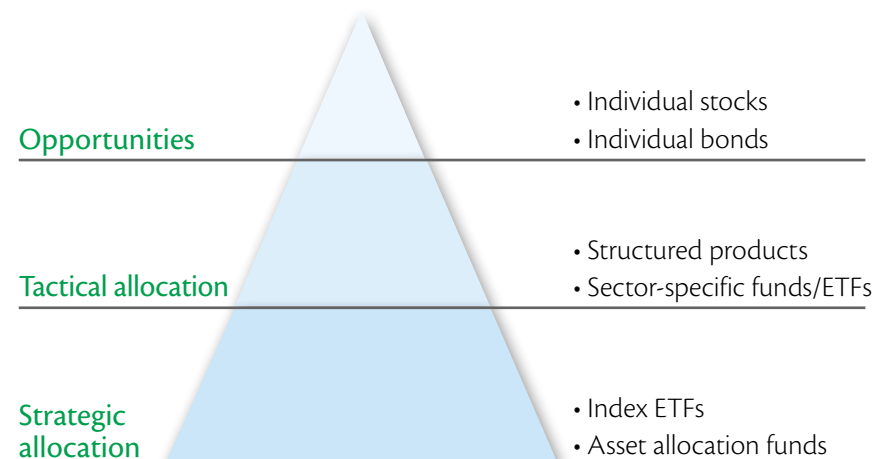 • Individual stocks
Opportunities
• Individual bonds
• Structured products
Tactical allocation
• Sector-specific funds/ETFs
Strategic
allocation
• Index ETFs
• Asset allocation funds